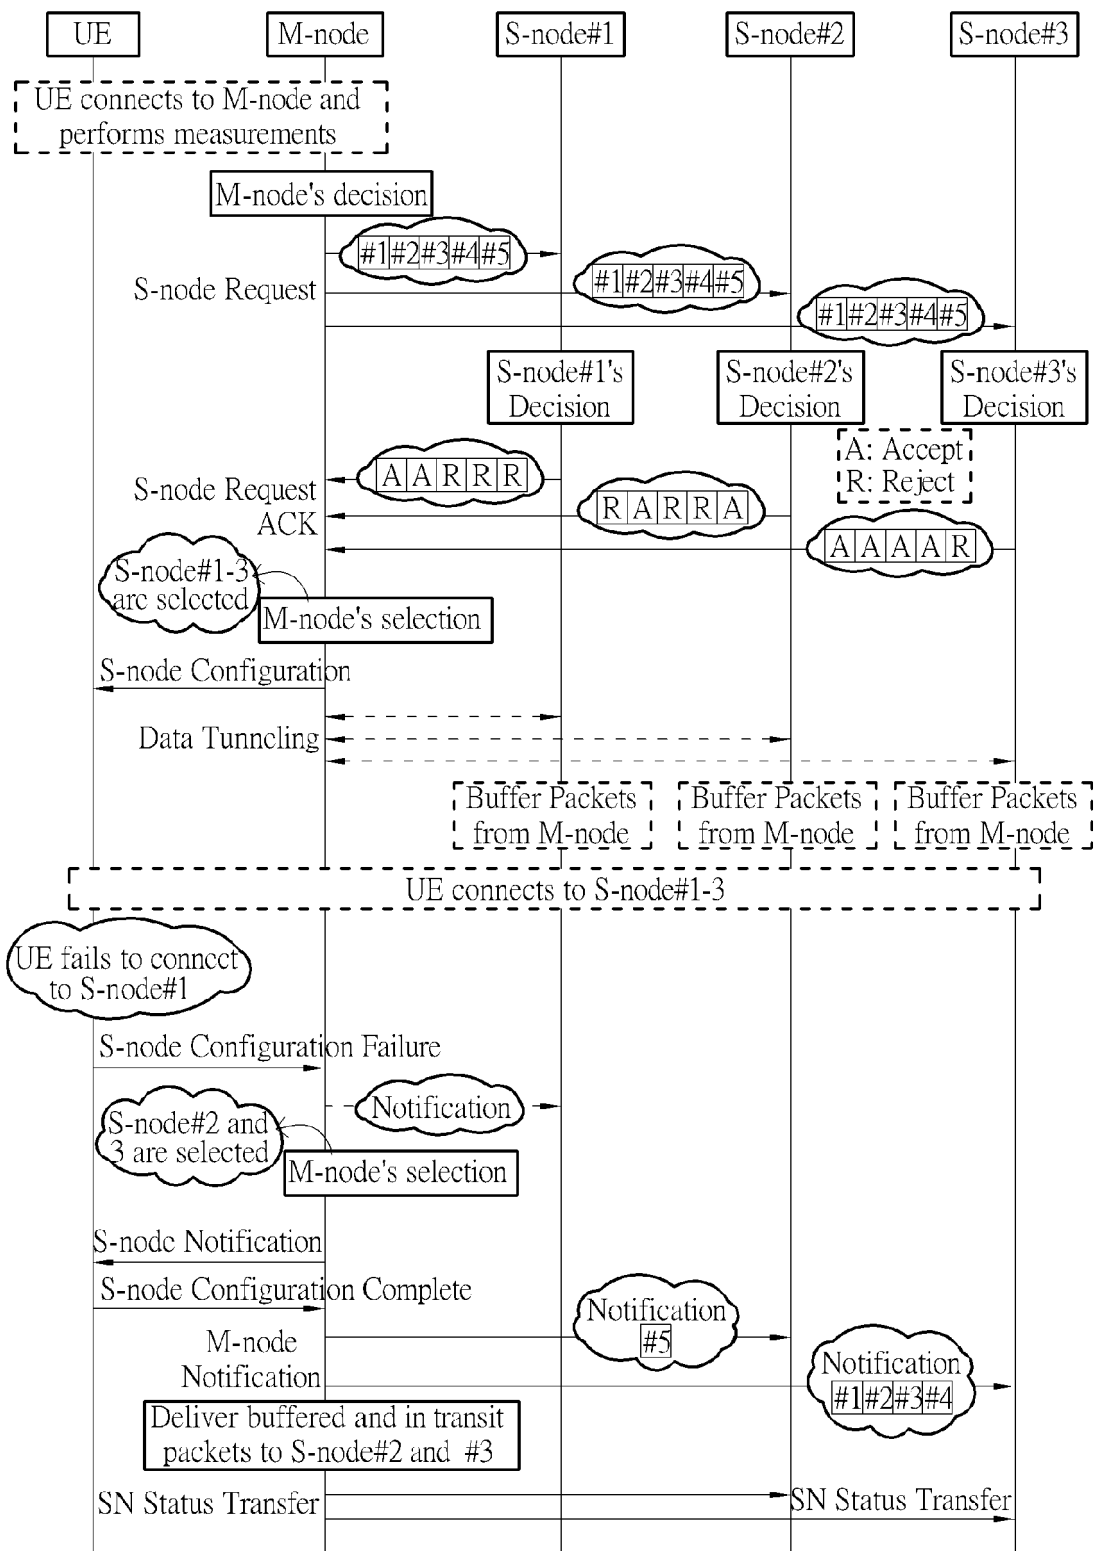 UE
M-node
S-node#1
S-node#2
S-node#3
UE connects to M-node and
performs measurements
M-node's decision
#1 #2 #3 #4 #5
S-node Request
#1 #2 #3 #4 #5
#1 #2 #3 #4 #5
S-node#1's
Decision
S-node#2's
Decision
S-node#3's
Decision
A: Accept
R: Reject
A A R R R
S-node Request
ACK
R A R R A
A A A A R
S-node#1-3
are selected
M-node's selection
S-node Configuration
Data Tunneling
Buffer Packets
from M-node
Buffer Packets
from M-node
Buffer Packets
from M-node
UE connects to S-node#1-3
UE fails to connect
to S-node#1
S-node Configuration Failure
Notification
S-node#2 and
3 are selected
M-node's selection
S-node Notification
S-node Configuration Complete
Notification
#5
M-node
Notification
Notification
#1 #2 #3 #4
Deliver buffered and in transit
packets to S-node#2 and #3
SN Status Transfer
SN Status Transfer